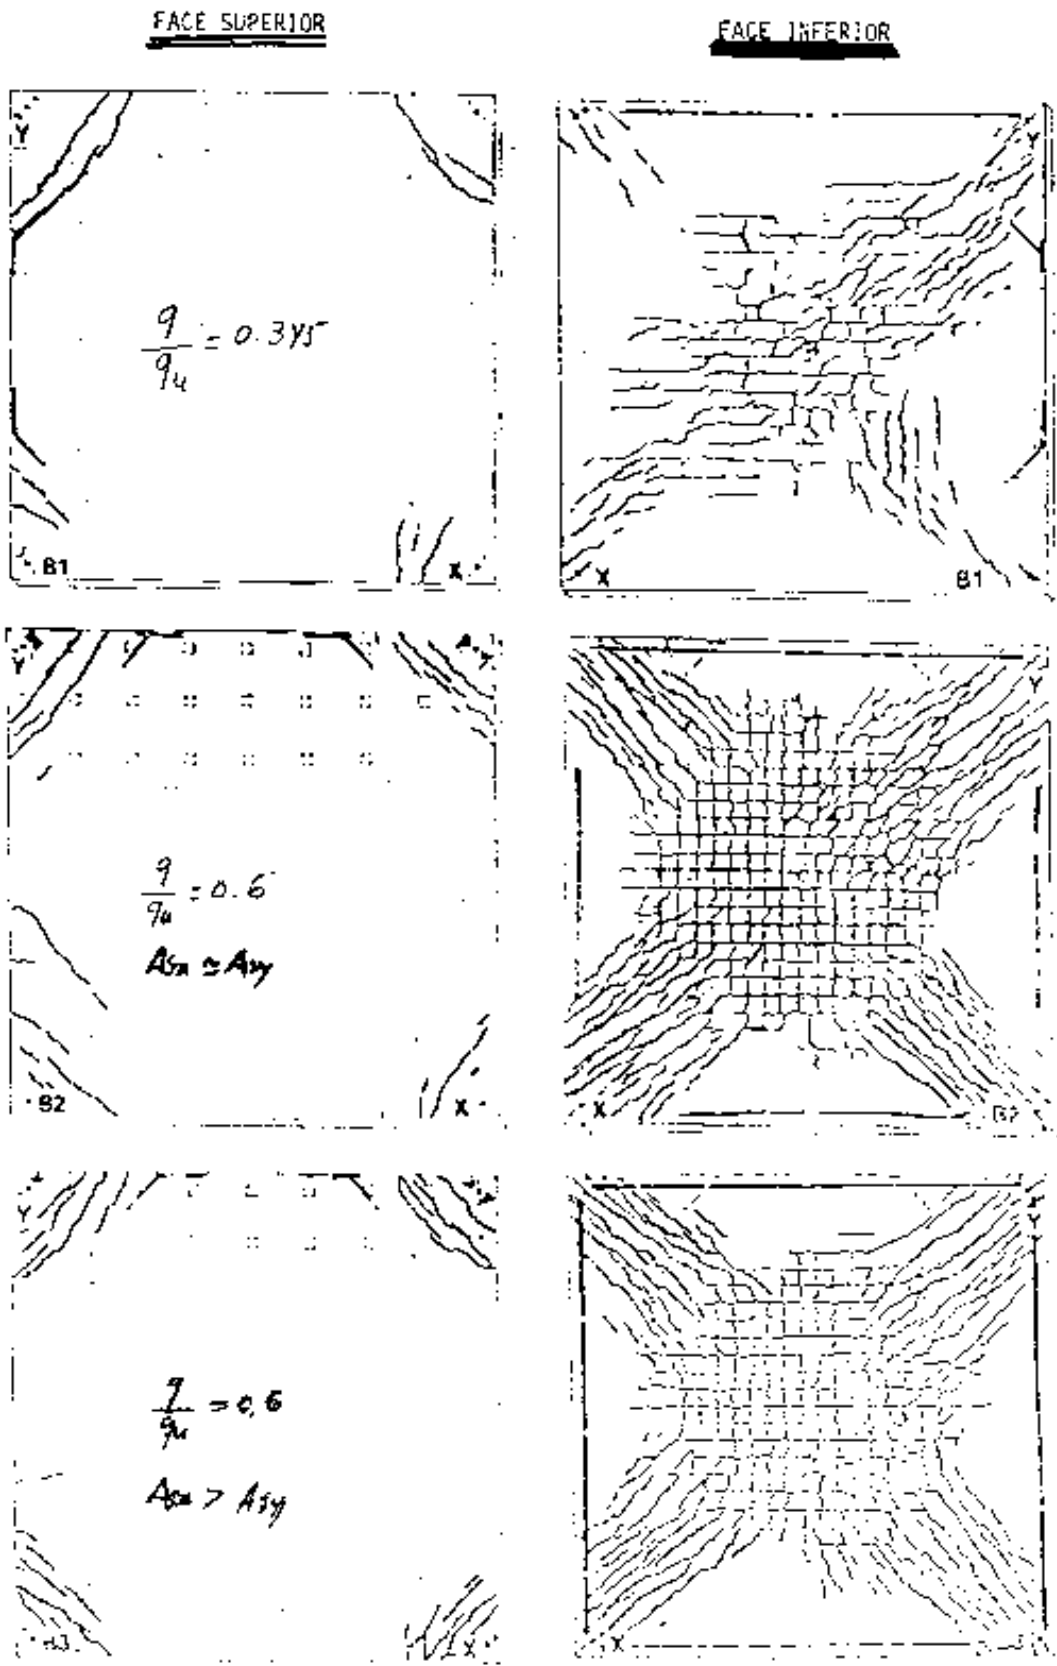 FACE SUPERIOR
FACE INFERIOR
Y
Y
q/qu = 0.345
B1
X
X
B1
Y
Y
Y
q/qu = 0.6
Asx ≃ Asy
B2
X
X
B2
Y
Y
q/qu = 0.6
Asx > Asy
X
X